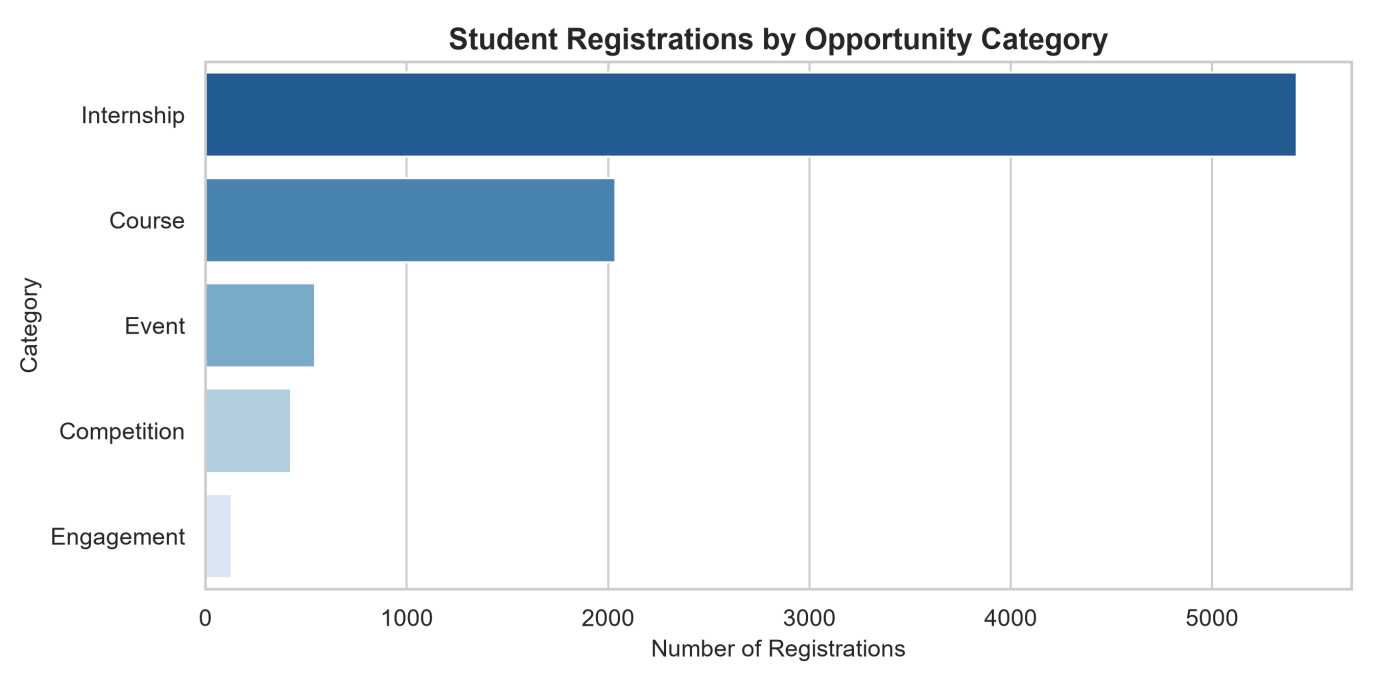 Student Registrations by Opportunity Category
Internship
Course
Event
Competition
Engagement
Category
0 1000 2000 3000 4000 5000
Number of Registrations